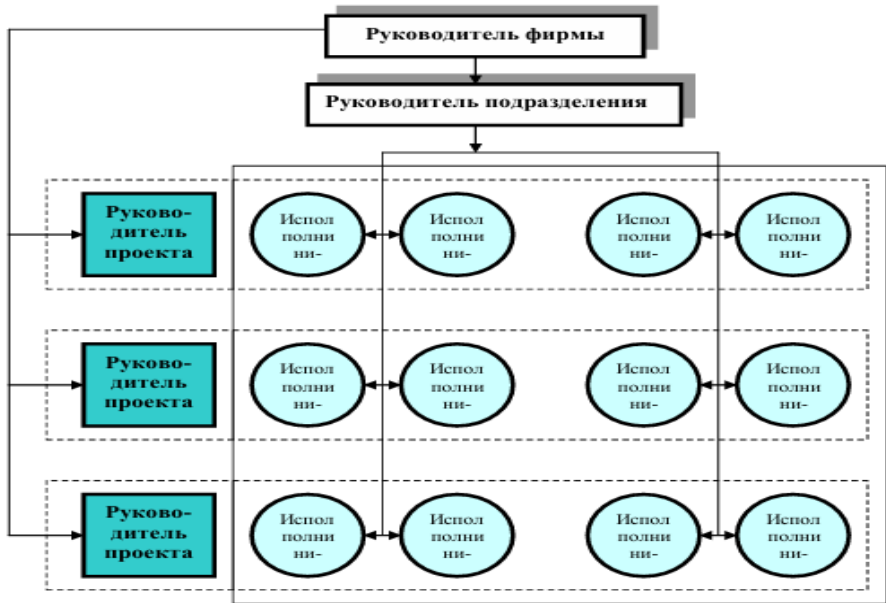 Руководитель фирмы
Руководитель подразделения
Руково-
дитель
проекта
Испол
полни
ни-
Испол
полни
ни-
Испол
полни
ни-
Испол
полни
ни-
Руково-
дитель
проекта
Испол
полни
ни-
Испол
полни
ни-
Испол
полни
ни-
Испол
полни
ни-
Руково-
дитель
проекта
Испол
полни
ни-
Испол
полни
ни-
Испол
полни
ни-
Испол
полни
ни-